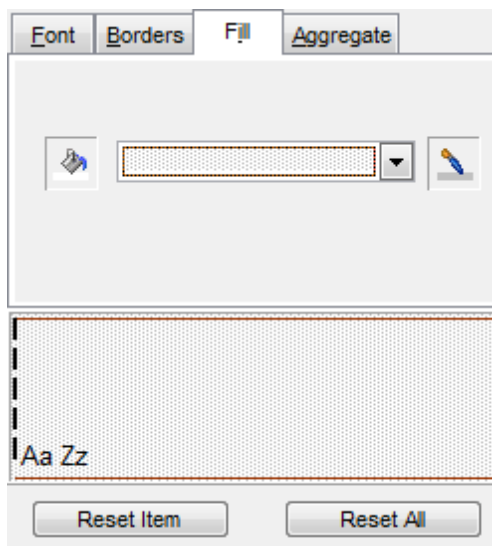 Font Borders Fill Aggregate
Aa Zz
Reset Item Reset All